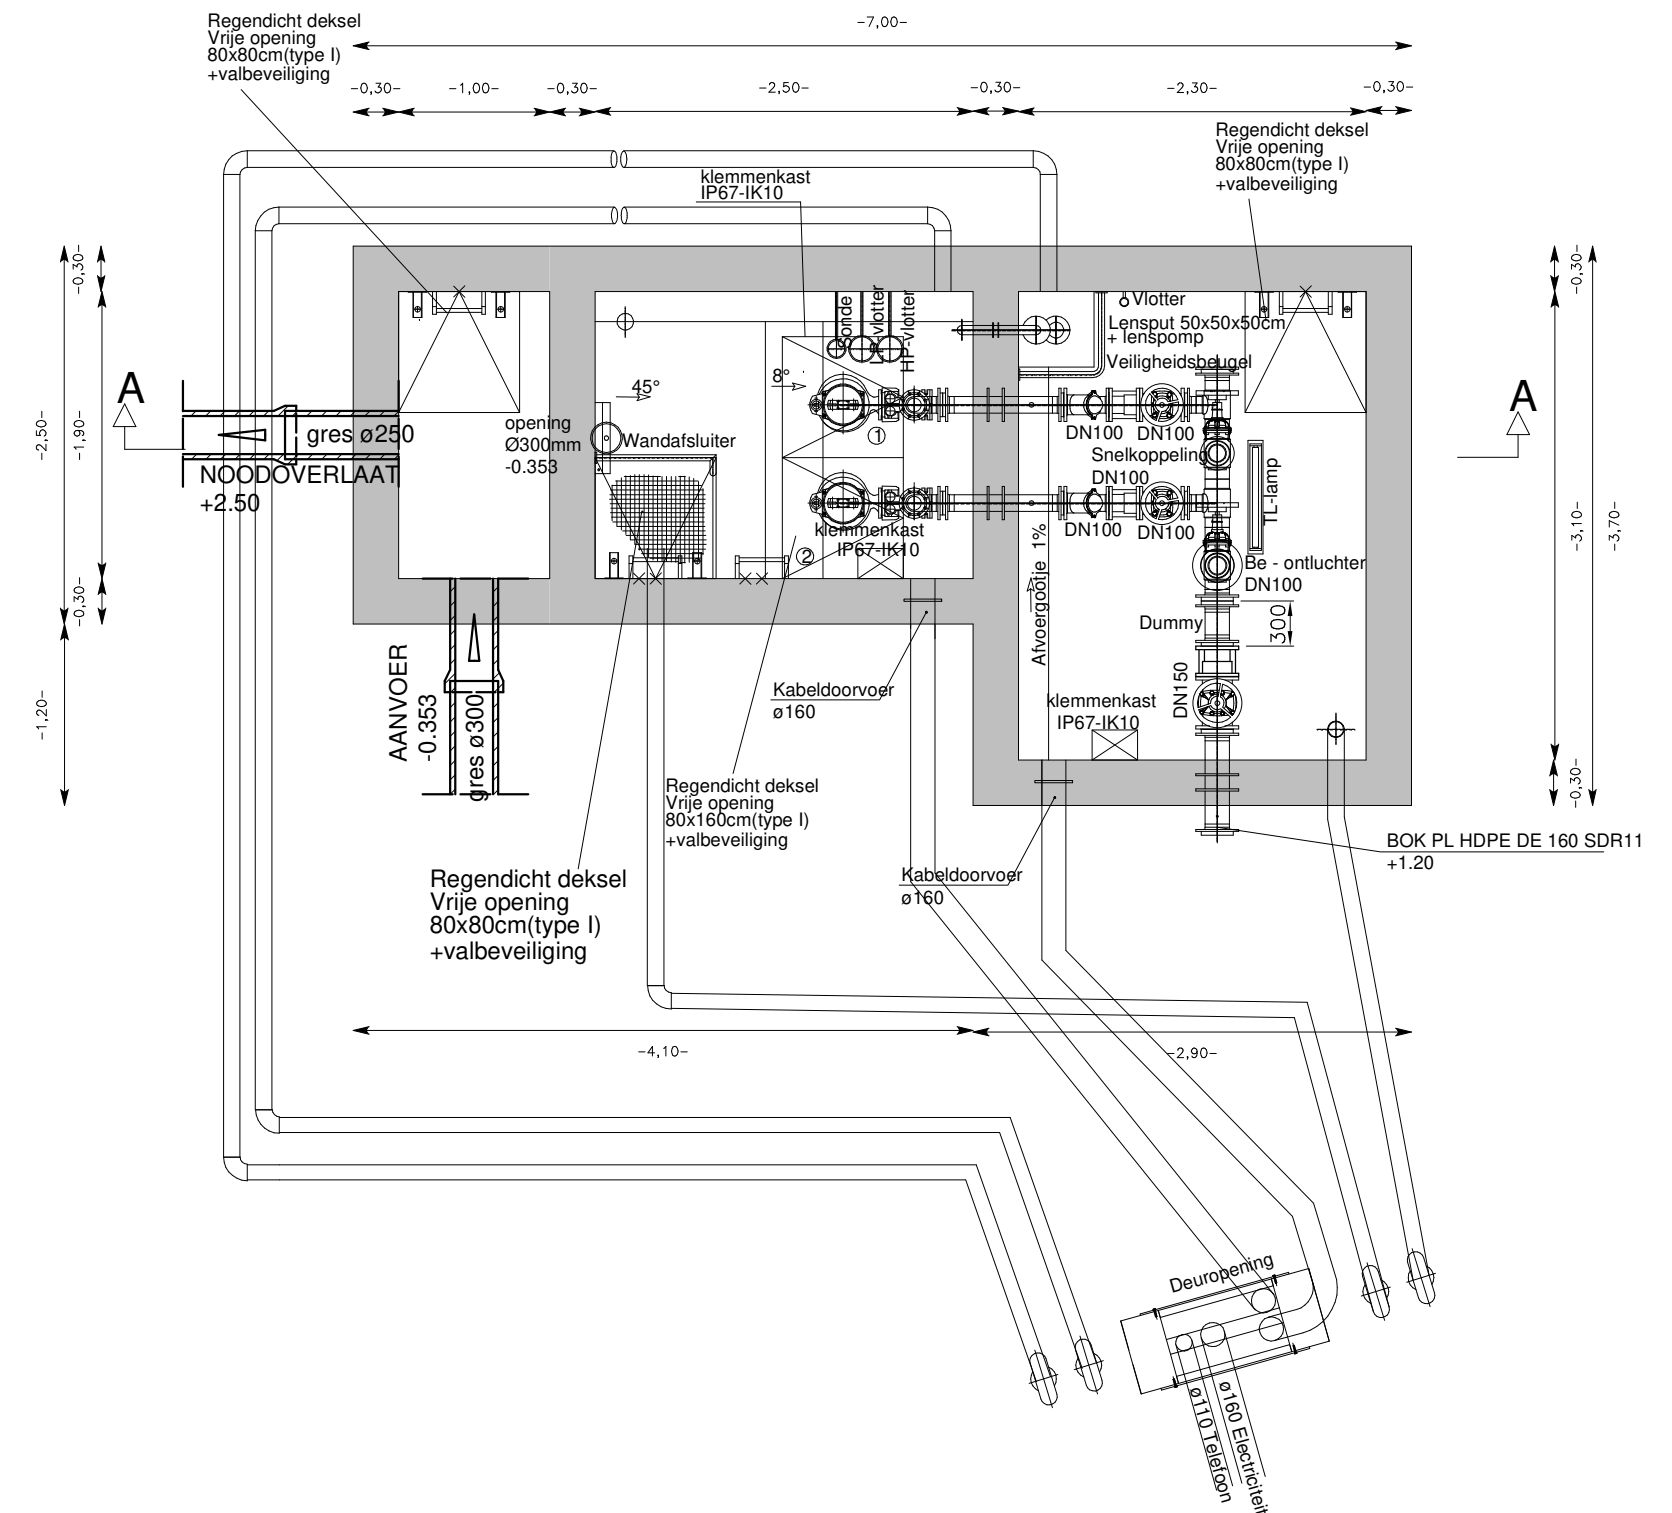 Regendicht deksel
Vrije opening
80x80cm(type I)
+valbeveiliging
-7,00-
-0,30-
-1,00-
-0,30-
-2,50-
-0,30-
-2,30-
-0,30-
Regendicht deksel
Vrije opening
80x80cm(type I)
+valbeveiliging
klemmenkast
IP67-IK10
-0,30-
-1,90-
-2,50-
-0,30-
-1,20-
-0,30-
-3,10-
-3,70-
-0,30-
A
A
Sonde
HP-vlotter
Vlotter
Lensput 50x50x50cm
+ lenspomp
Veiligheidsbeugel
45°
8°
opening
Ø300mm
-0.353
Wandafsluiter
gres ø250
NOODOVERLAAT
+2.50
1
2
DN100
DN100
Snelkoppeling
DN100
DN100
DN100
TL-lamp
klemmenkast
IP67-IK10
Be - ontluchter
DN100
Dummy
300
Afvoergootje 1%
DN150
klemmenkast
IP67-IK10
AANVOER
-0.353
gres ø300
Kabeldoorvoer
ø160
Regendicht deksel
Vrije opening
80x160cm(type I)
+valbeveiliging
Regendicht deksel
Vrije opening
80x80cm(type I)
+valbeveiliging
Kabeldoorvoer
ø160
BOK PL HDPE DE 160 SDR11
+1.20
-4,10-
-2,90-
Deuropening
ø110 Telefoon
ø160 Electriciteit